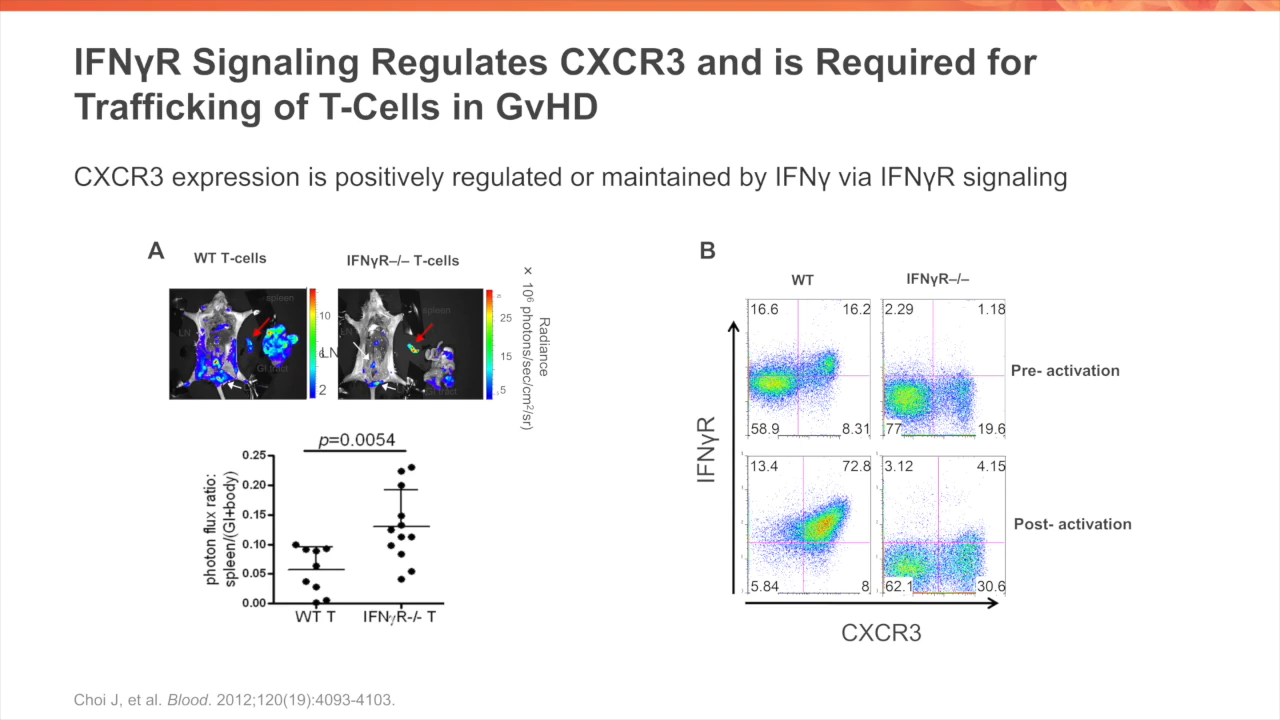 IFNγR Signaling Regulates CXCR3 and is Required for
Trafficking of T-Cells in GvHD
CXCR3 expression is positively regulated or maintained by IFNγ via IFNγR signaling
A
WT T-cells
IFNγR–/– T-cells
spleen
LN
GI tract
10
6
2
LN
spleen
25
15
5
Radiance
× 10⁶ photons/sec/cm²/sr)
p=0.0054
photon flux ratio:
spleen/(GI+body)
0.25
0.20
0.15
0.10
0.05
0.00
WT T
IFNγR-/- T
B
WT
IFNγR–/–
16.6
16.2
2.29
1.18
58.9
8.31
77
19.6
Pre- activation
13.4
72.8
3.12
4.15
5.84
8
62.1
30.6
Post- activation
IFNγR
CXCR3
Choi J, et al. Blood. 2012;120(19):4093-4103.